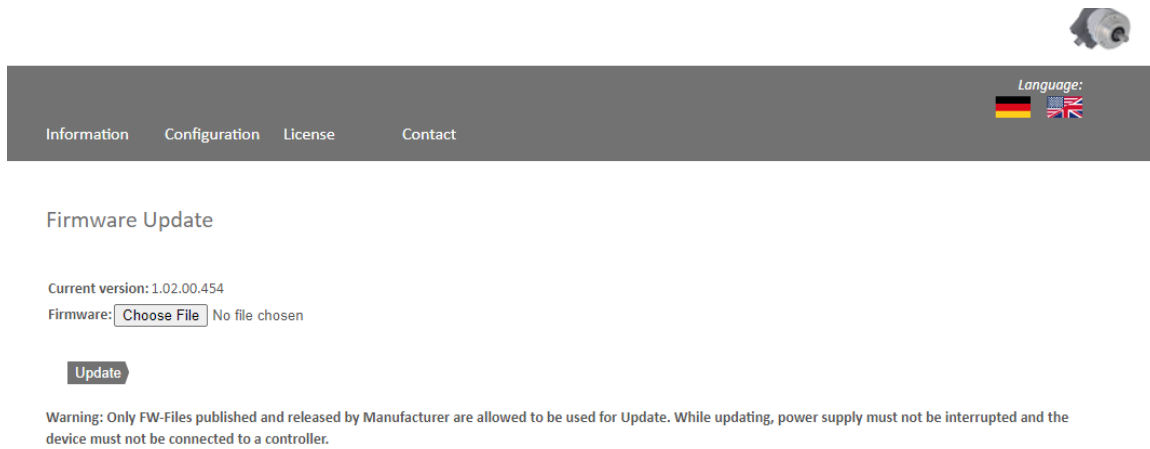 Language:
Information Configuration License Contact
Firmware Update
Current version: 1.02.00.454
Firmware: Choose File No file chosen
Update
Warning: Only FW-Files published and released by Manufacturer are allowed to be used for Update. While updating, power supply must not be interrupted and the
device must not be connected to a controller.